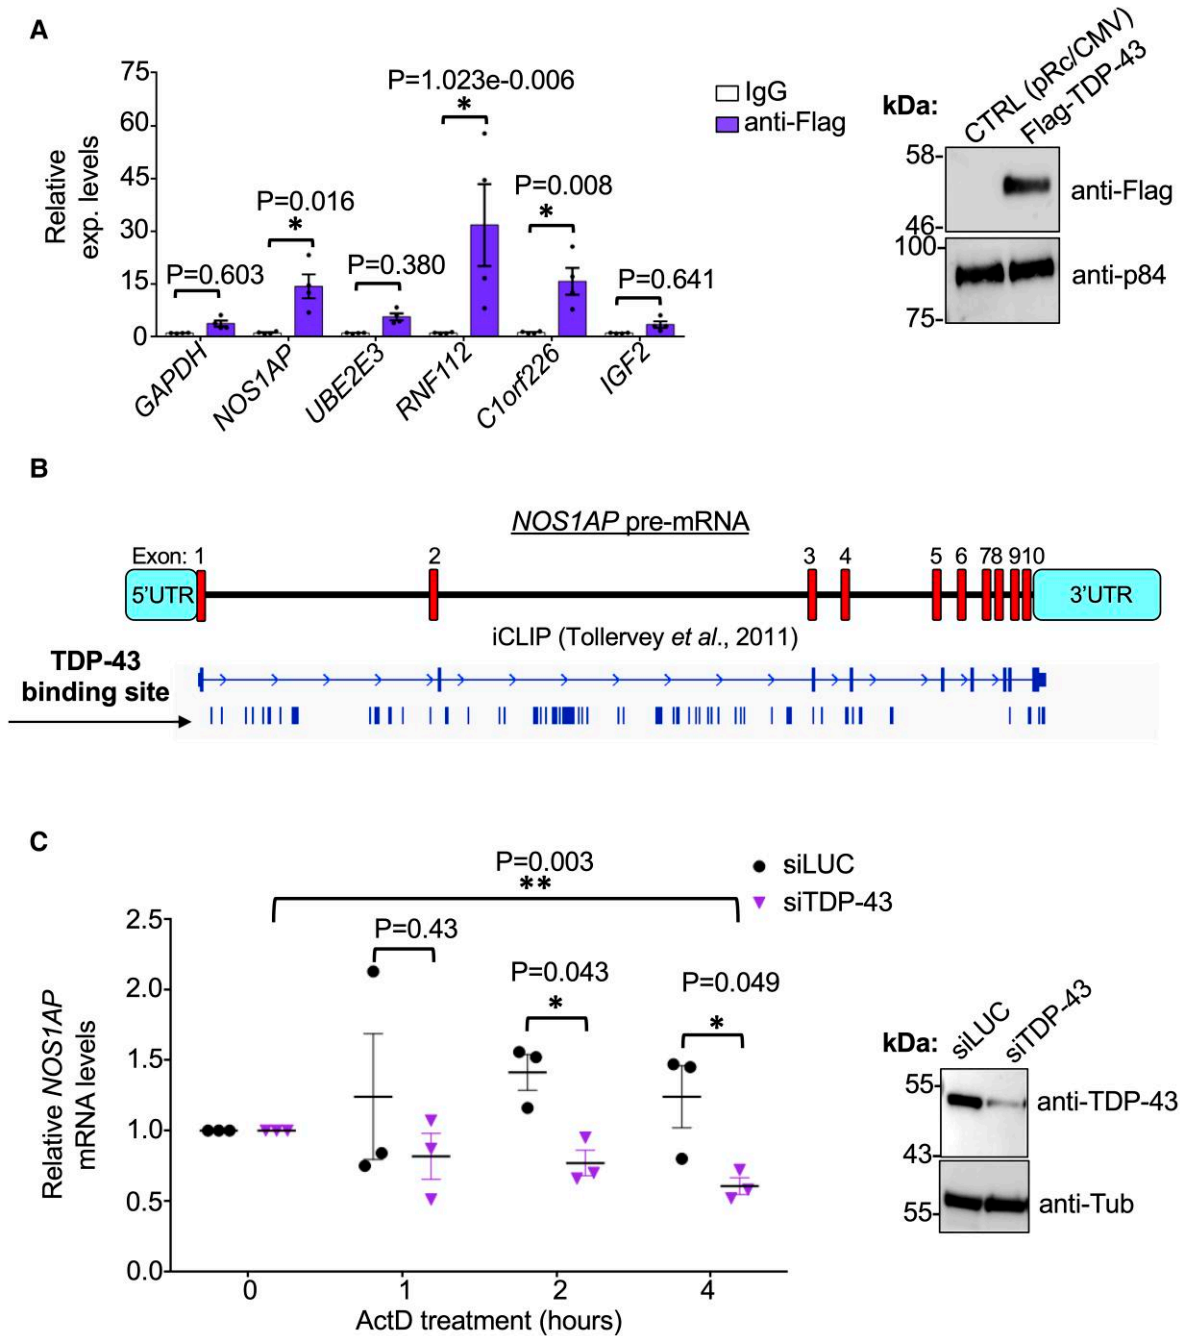 A
75
60
45
30
15
0
Relative
exp. levels
P=0.603
P=0.016
*
P=0.380
P=1.023e-0.006
*
P=0.008
*
P=0.641
GAPDH
NOS1AP
UBE2E3
RNF112
C1orf226
IGF2
IgG
anti-Flag
kDa:
CTRL (pRc/CMV)
Flag-TDP-43
58-
46-
anti-Flag
100-
75-
anti-p84
B
NOS1AP pre-mRNA
Exon: 1 2 3 4 5 6 78 910
5'UTR 3'UTR
iCLIP (Tollervey et al., 2011)
TDP-43
binding site
C
P=0.003
**
siLUC
siTDP-43
2.5
2.0
1.5
1.0
0.5
0.0
Relative NOS1AP
mRNA levels
P=0.43
P=0.043
*
P=0.049
*
0 1 2 4
ActD treatment (hours)
kDa:
siLUC
siTDP-43
55-
43-
anti-TDP-43
55-
anti-Tub